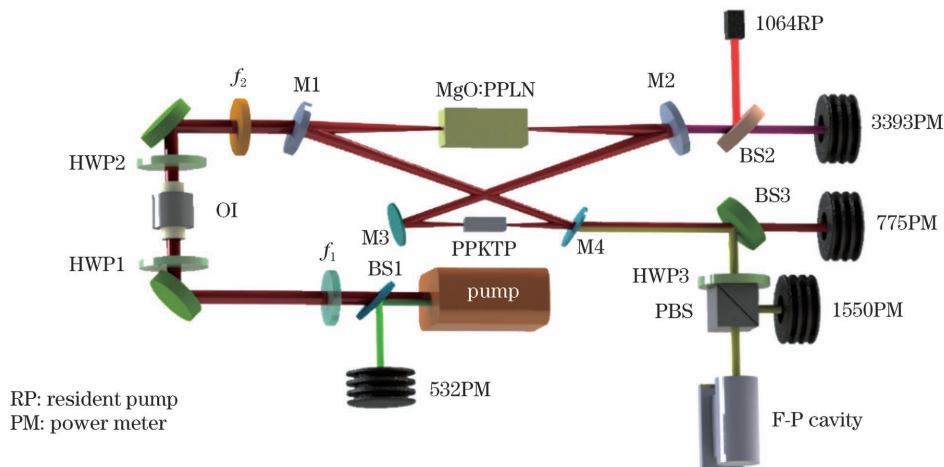 1064RP
f₂
M1
MgO:PPLN
M2
3393PM
BS2
HWP2
OI
BS3
775PM
M3
PPKTP
M4
HWP1
f₁
BS1
HWP3
pump
PBS
1550PM
532PM
RP: resident pump
PM: power meter
F-P cavity